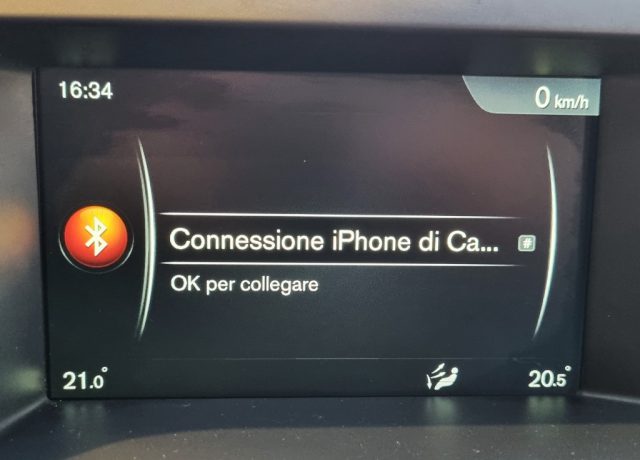 16:34
0 km/h
Connessione iPhone di Ca... #
OK per collegare
21.0°
20.5°